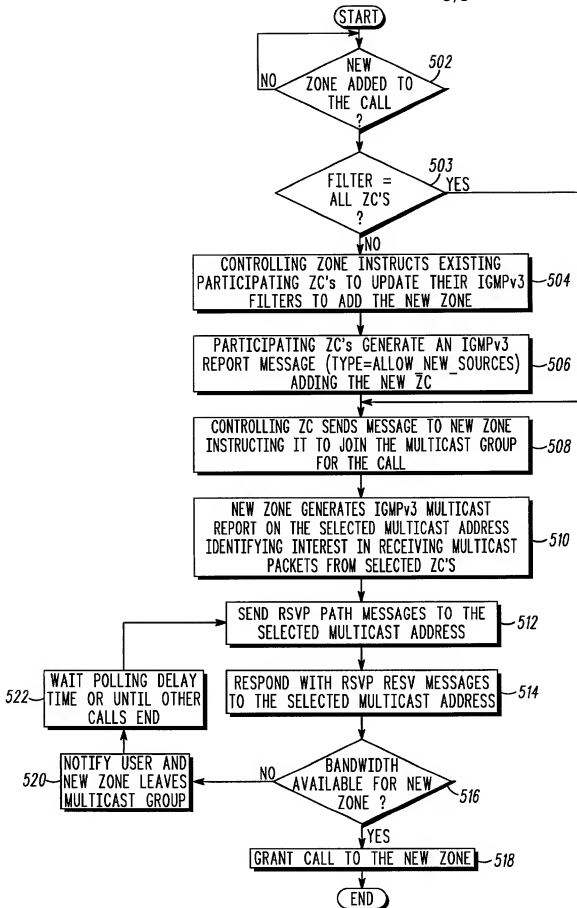 START
502
NEW
ZONE ADDED TO
THE CALL
?
NO
503
FILTER =
ALL ZC'S
?
YES
NO
CONTROLLING ZONE INSTRUCTS EXISTING
PARTICIPATING ZC's TO UPDATE THEIR IGMPv3
FILTERS TO ADD THE NEW ZONE
504
PARTICIPATING ZC's GENERATE AN IGMPv3
REPORT MESSAGE (TYPE=ALLOW_NEW_SOURCES)
ADDING THE NEW ZC
506
CONTROLLING ZC SENDS MESSAGE TO NEW ZONE
INSTRUCTING IT TO JOIN THE MULTICAST GROUP
FOR THE CALL
508
NEW ZONE GENERATES IGMPv3 MULTICAST
REPORT ON THE SELECTED MULTICAST ADDRESS
IDENTIFYING INTEREST IN RECEIVING MULTICAST
PACKETS FROM SELECTED ZC'S
510
SEND RSVP PATH MESSAGES TO THE
SELECTED MULTICAST ADDRESS
512
RESPOND WITH RSVP RESV MESSAGES
TO THE SELECTED MULTICAST ADDRESS
514
522
WAIT POLLING DELAY
TIME OR UNTIL OTHER
CALLS END
520
NOTIFY USER AND
NEW ZONE LEAVES
MULTICAST GROUP
NO
BANDWIDTH
AVAILABLE FOR NEW
ZONE ?
516
YES
GRANT CALL TO THE NEW ZONE
518
END